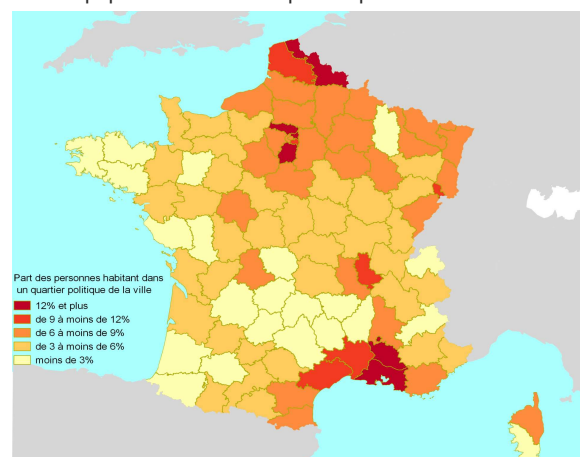 Part des personnes habitant dans
un quartier politique de la ville
12% et plus
de 9 à moins de 12%
de 6 à moins de 9%
de 3 à moins de 6%
moins de 3%